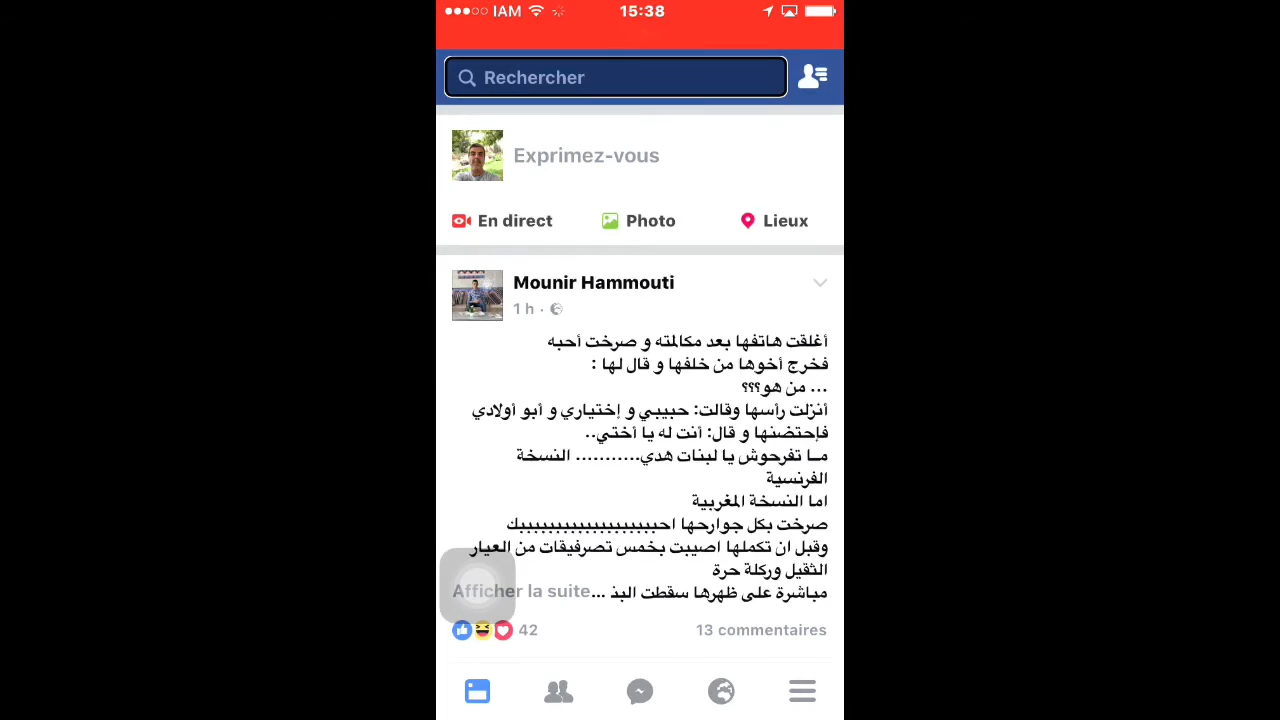 IAM 15:38
Rechercher
Exprimez-vous
En direct Photo Lieux
Mounir Hammouti
1 h ·
أغلقت هاتفها بعد مكالمته و صرخت أحبه
فخرج أخوها من خلفها و قال لها :
... من هو؟؟؟
أنزلت رأسها وقالت: حبيبي و إختياري و أبو أولادي
فإحتضنها و قال: أنت له يا أختي..
مـا تفرحوش يا لبنات هدي........... النسخة
الفرنسية
اما النسخة المغربية
صرخت بكل جوارحها احبببببببببببببببببببك
وقبل ان تكملها اصيبت بخمس تصرفيقات من العيار
الثقيل وركلة حرة
مباشرة على ظهرها سقطت البذ ... Afficher la suite
42 13 commentaires